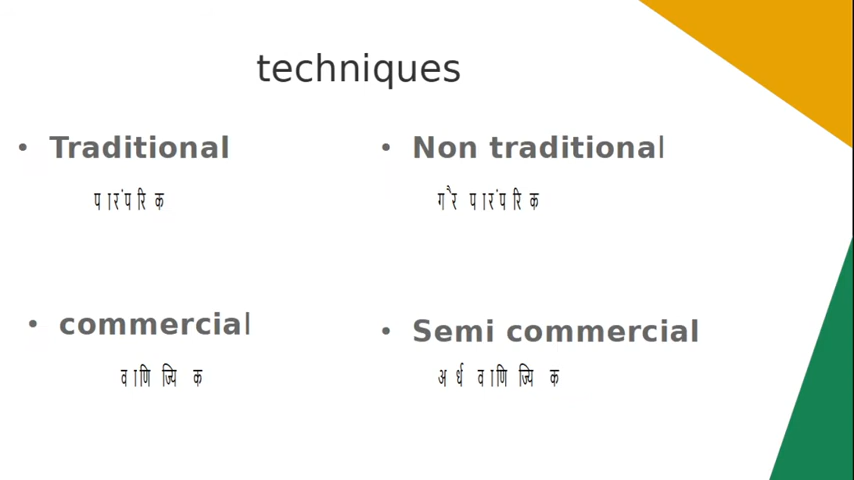 techniques
• Traditional
पारंपरिक
• Non traditional
गैर पारंपरिक
• commercial
वाणिज्यिक
• Semi commercial
अर्ध वाणिज्यिक